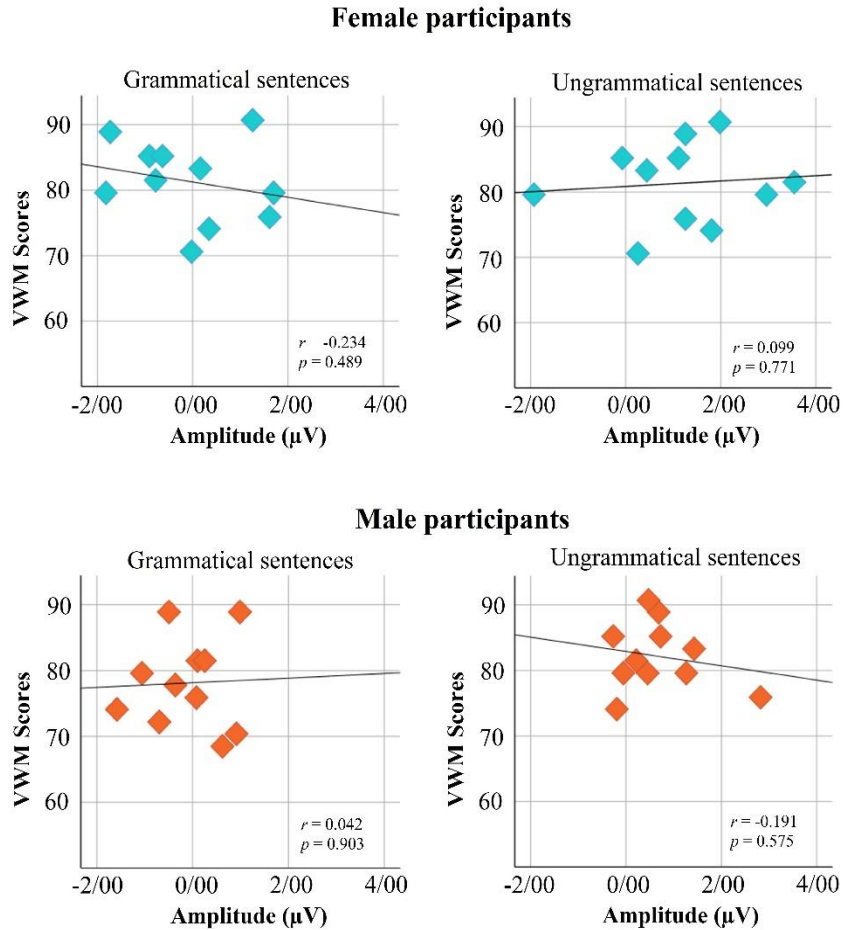 Female participants
Grammatical sentences
90
80
70
60
VWM Scores
r -0.234
p = 0.489
-2/00 0/00 2/00 4/00
Amplitude (μV)
Ungrammatical sentences
90
80
70
60
VWM Scores
r = 0.099
p = 0.771
-2/00 0/00 2/00 4/00
Amplitude (μV)
Male participants
Grammatical sentences
90
80
70
60
VWM Scores
r = 0.042
p = 0.903
-2/00 0/00 2/00 4/00
Amplitude (μV)
Ungrammatical sentences
90
80
70
60
VWM Scores
r = -0.191
p = 0.575
-2/00 0/00 2/00 4/00
Amplitude (μV)